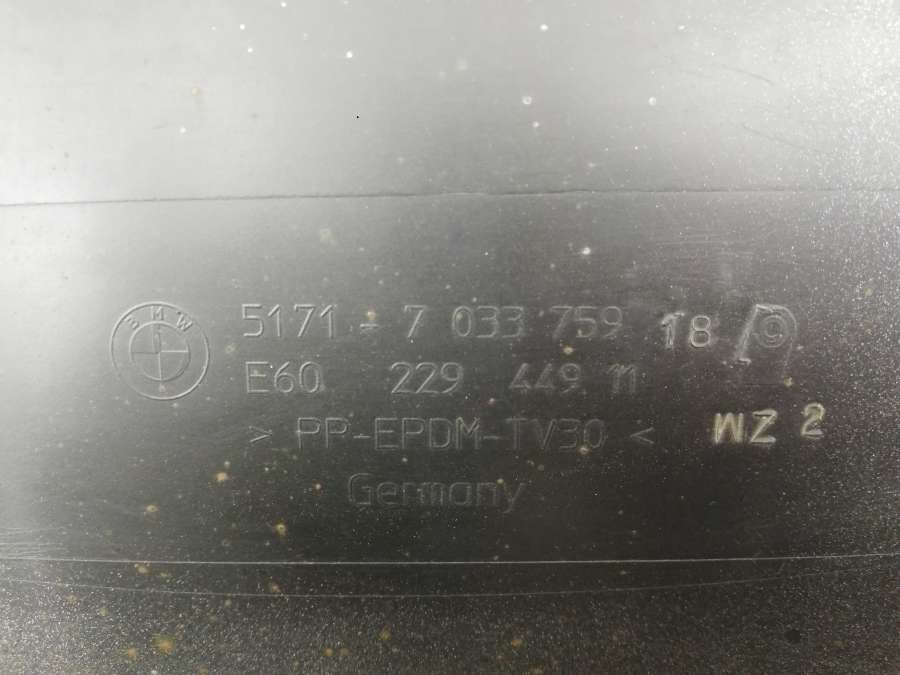 BMW
5171 - 7 033 759 18
E60 229 449 11
> PP-EPDM-TV30 < WZ 2
Germany